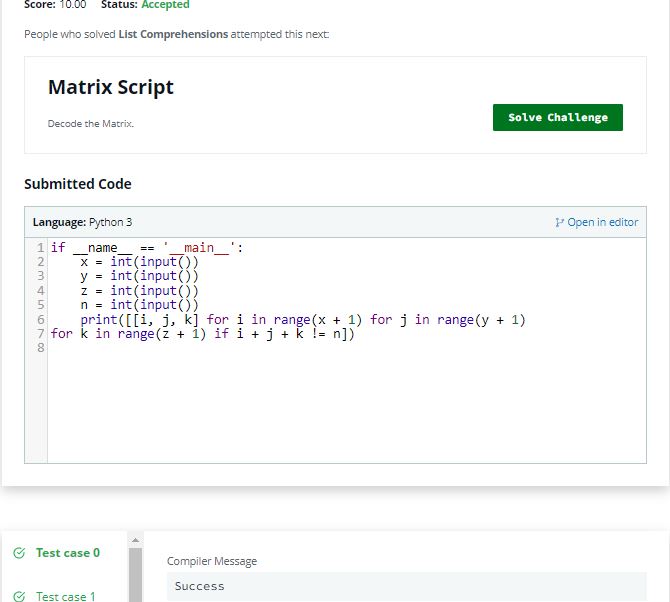 Score: 10.00 Status: Accepted
People who solved List Comprehensions attempted this next:
Matrix Script
Decode the Matrix.
Solve Challenge
Submitted Code
Language: Python 3
Open in editor
1 if __name__ == '__main__':
2     x = int(input())
3     y = int(input())
4     z = int(input())
5     n = int(input())
6     print([[i, j, k] for i in range(x + 1) for j in range(y + 1)
7 for k in range(z + 1) if i + j + k != n])
8
Test case 0
Test case 1
Compiler Message
Success